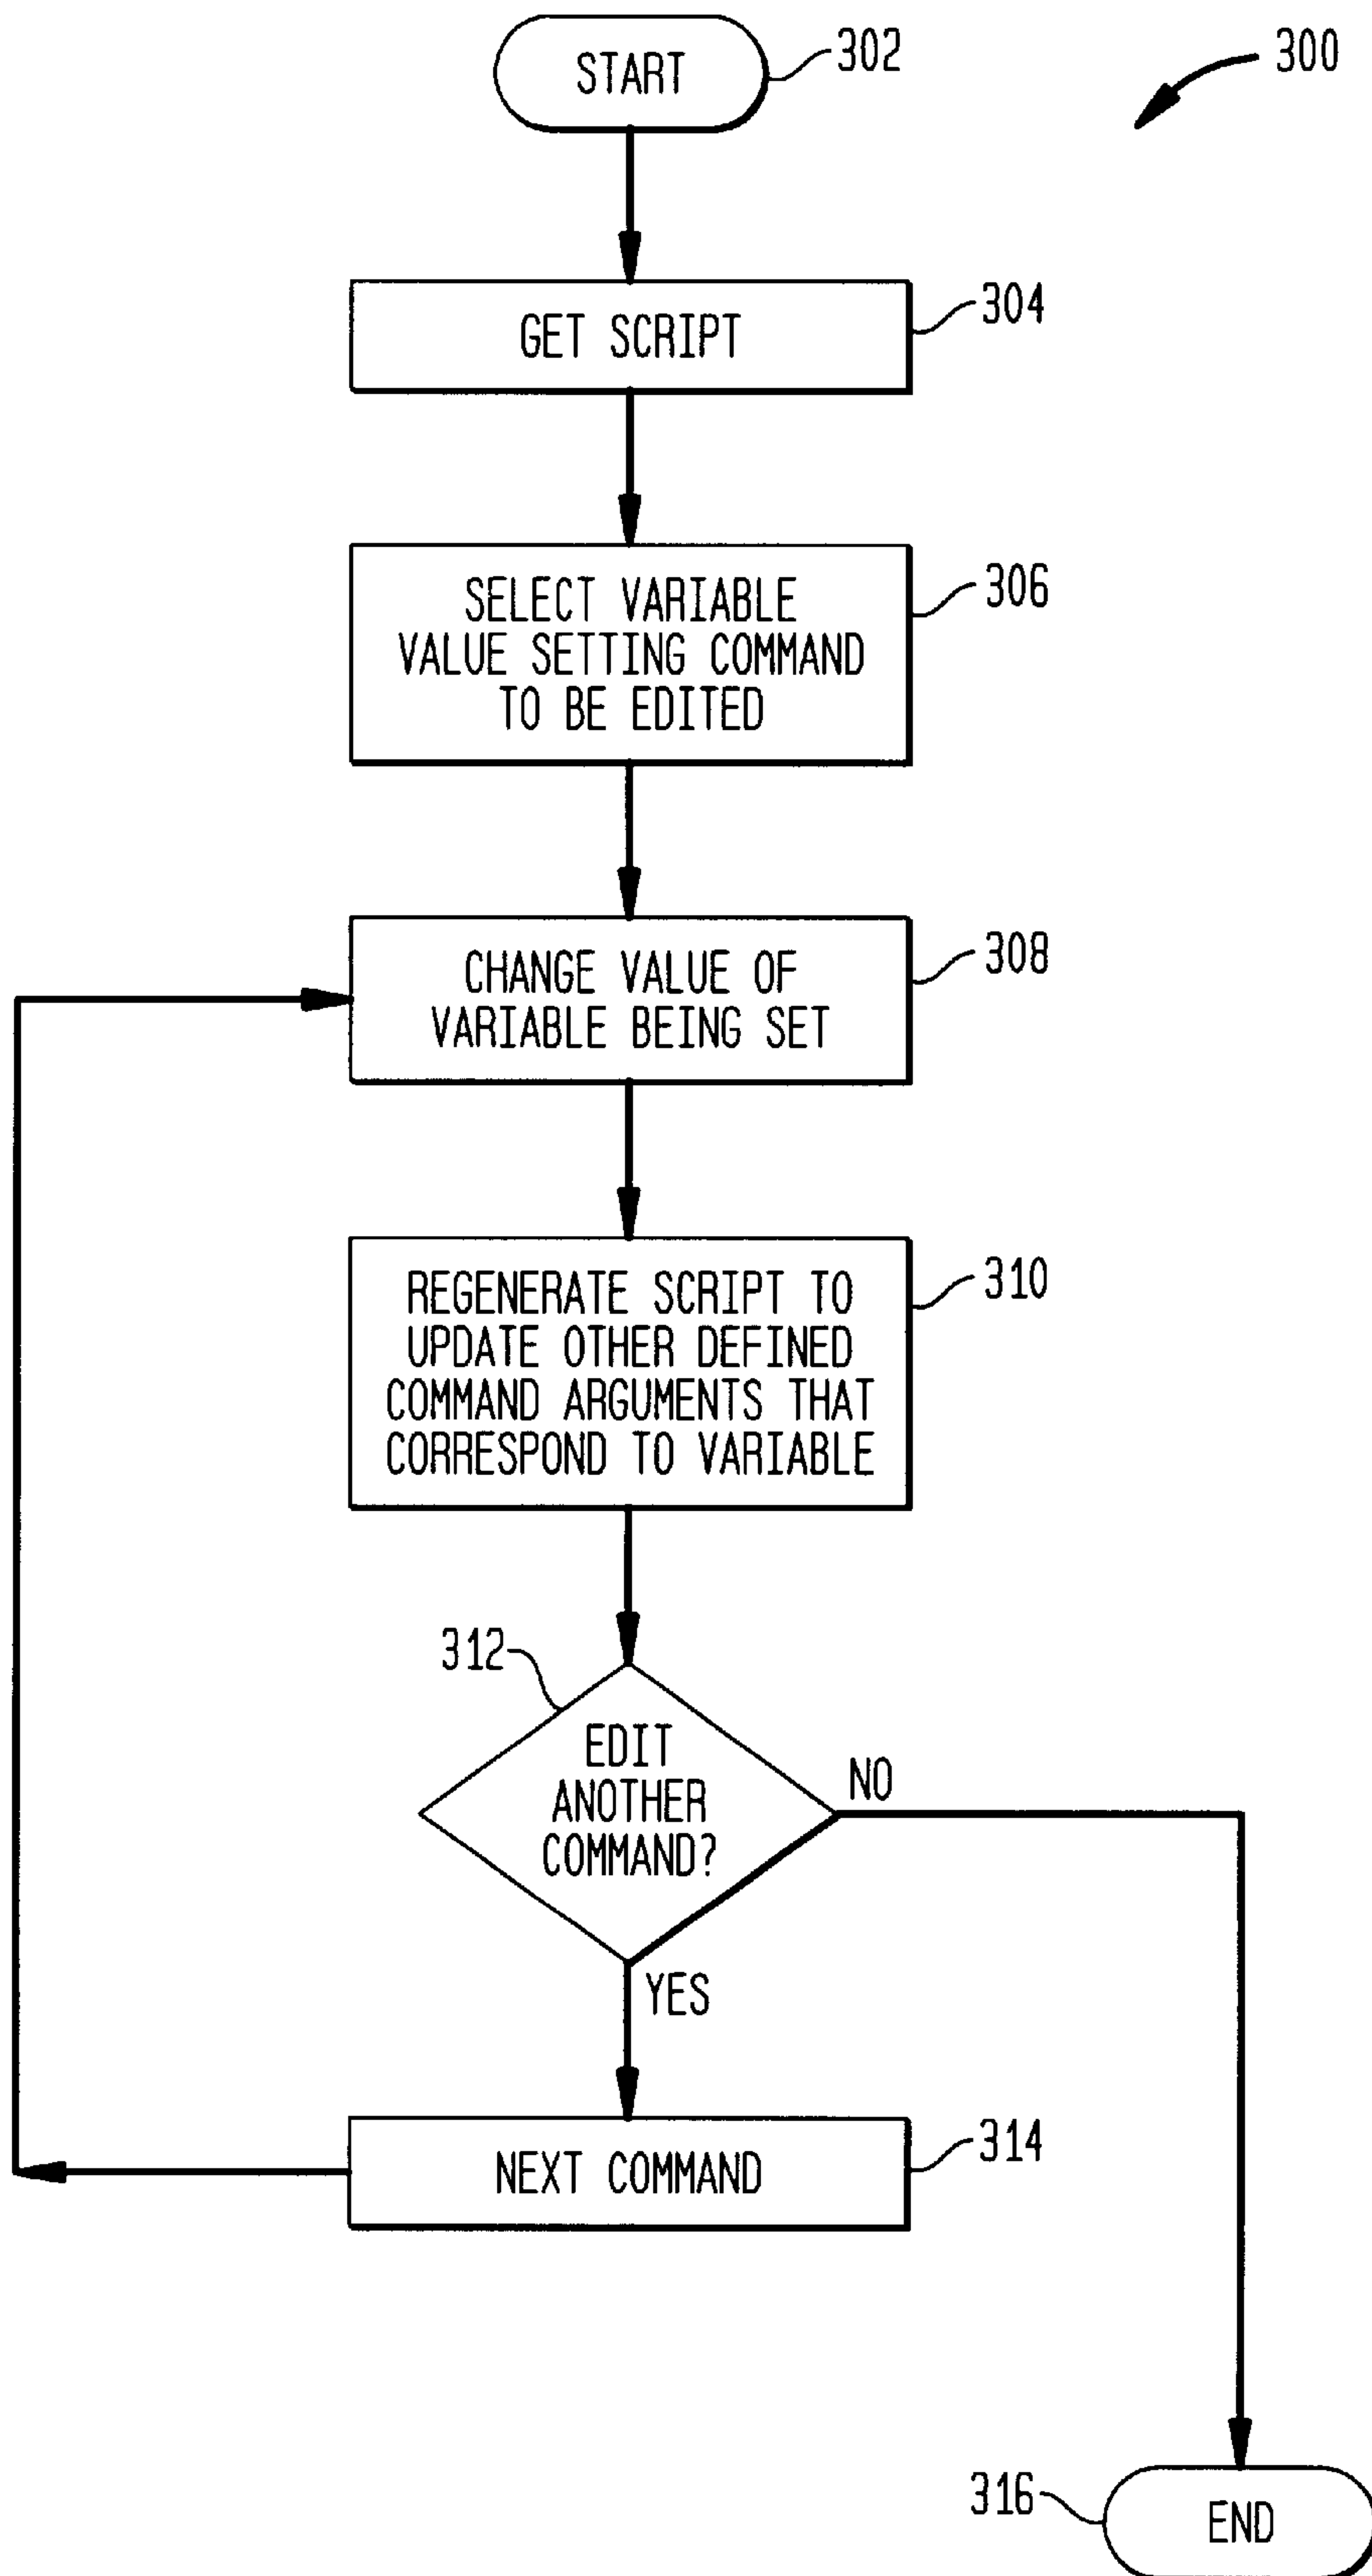 START
302
300
GET SCRIPT
304
SELECT VARIABLE
VALUE SETTING COMMAND
TO BE EDITED
306
CHANGE VALUE OF
VARIABLE BEING SET
308
REGENERATE SCRIPT TO
UPDATE OTHER DEFINED
COMMAND ARGUMENTS THAT
CORRESPOND TO VARIABLE
310
312
EDIT
ANOTHER
COMMAND?
NO
YES
NEXT COMMAND
314
316
END